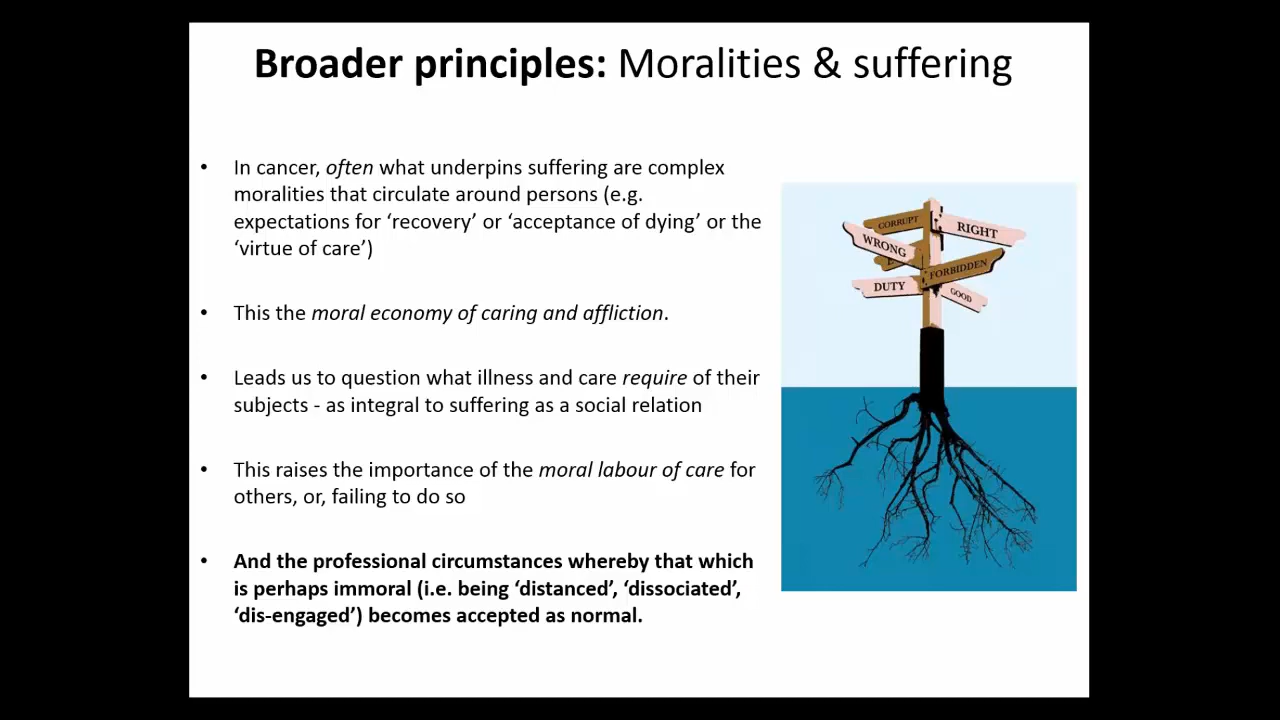 Broader principles: Moralities & suffering
• In cancer, often what underpins suffering are complex
moralities that circulate around persons (e.g.
expectations for ‘recovery’ or ‘acceptance of dying’ or the
‘virtue of care’)
• This the moral economy of caring and affliction.
• Leads us to question what illness and care require of their
subjects - as integral to suffering as a social relation
• This raises the importance of the moral labour of care for
others, or, failing to do so
• And the professional circumstances whereby that which
is perhaps immoral (i.e. being ‘distanced’, ‘dissociated’,
‘dis-engaged’) becomes accepted as normal.
CORRUPT
RIGHT
WRONG
FORBIDDEN
DUTY
GOOD